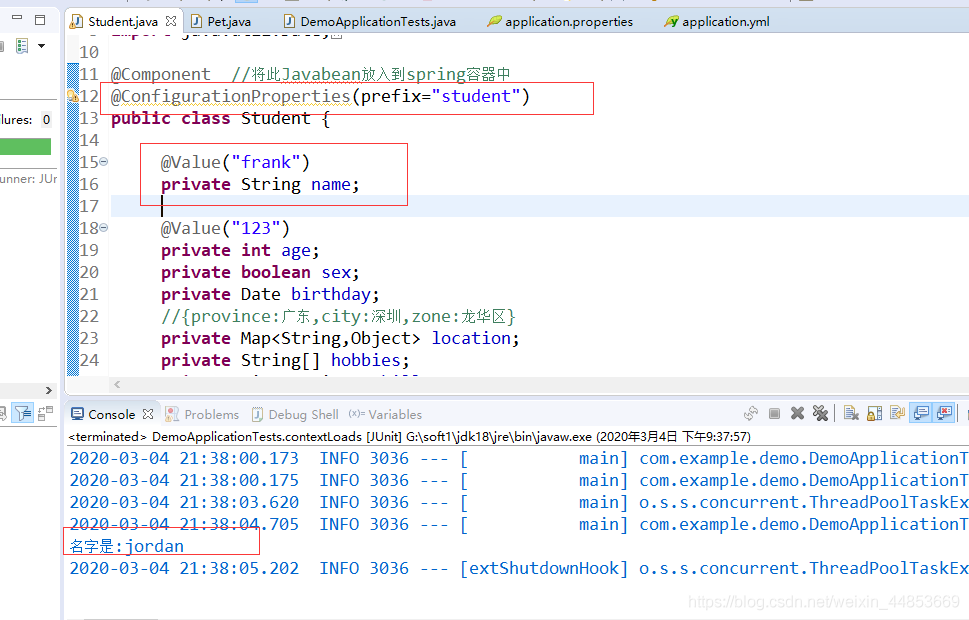 Student.java Pet.java DemoApplicationTests.java application.properties application.yml
10
11 @Component //将此Javabean放入到spring容器中
12 @ConfigurationProperties(prefix="student")
lures: 0
13 public class Student {
14
15 @Value("frank")
unner: JUr
16 private String name;
17
18 @Value("123")
19 private int age;
20 private boolean sex;
21 private Date birthday;
22 //{province:广东,city:深圳,zone:龙华区}
23 private Map<String,Object> location;
24 private String[] hobbies;
Console Problems Debug Shell (x)= Variables
<terminated> DemoApplicationTests.contextLoads [JUnit] G:\soft1\jdk18\jre\bin\javaw.exe (2020年3月4日 下午9:37:57)
2020-03-04 21:38:00.173 INFO 3036 --- [ main] com.example.demo.DemoApplicationT
2020-03-04 21:38:00.175 INFO 3036 --- [ main] com.example.demo.DemoApplicationT
2020-03-04 21:38:03.620 INFO 3036 --- [ main] o.s.s.concurrent.ThreadPoolTaskEx
2020-03-04 21:38:04.705 INFO 3036 --- [ main] com.example.demo.DemoApplicationT
名字是:jordan
2020-03-04 21:38:05.202 INFO 3036 --- [extShutdownHook] o.s.s.concurrent.ThreadPoolTaskEx
https://blog.csdn.net/weixin_44853669